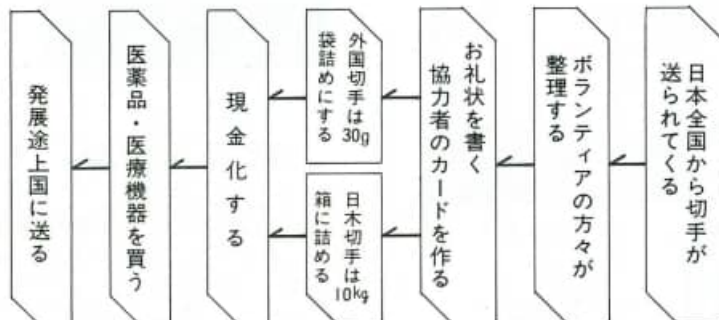 日本全国から切手が
送られてくる
ボランティアの方々が
整理する
お礼状を書く
協力者のカードを作る
外国切手は30g
袋詰めにする
日本切手は10kg
箱に詰める
現金化する
医薬品・医療機器を買う
発展途上国に送る